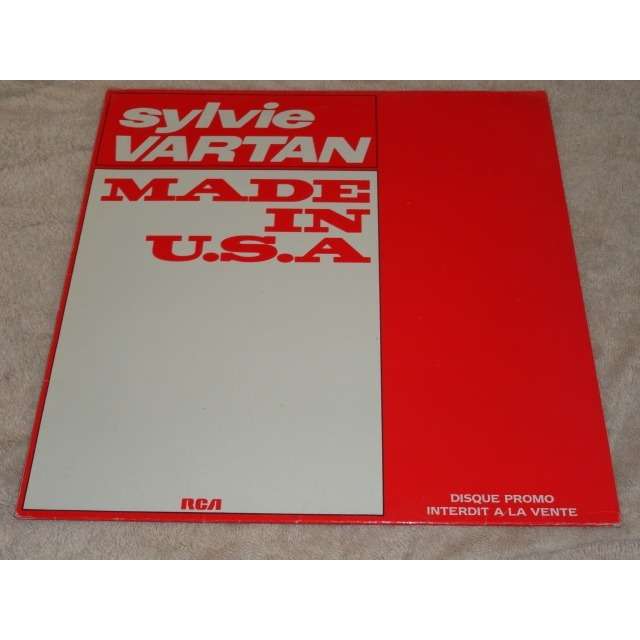 sylvie
VARTAN
MADE
IN
U.S.A
RCA
DISQUE PROMO
INTERDIT A LA VENTE